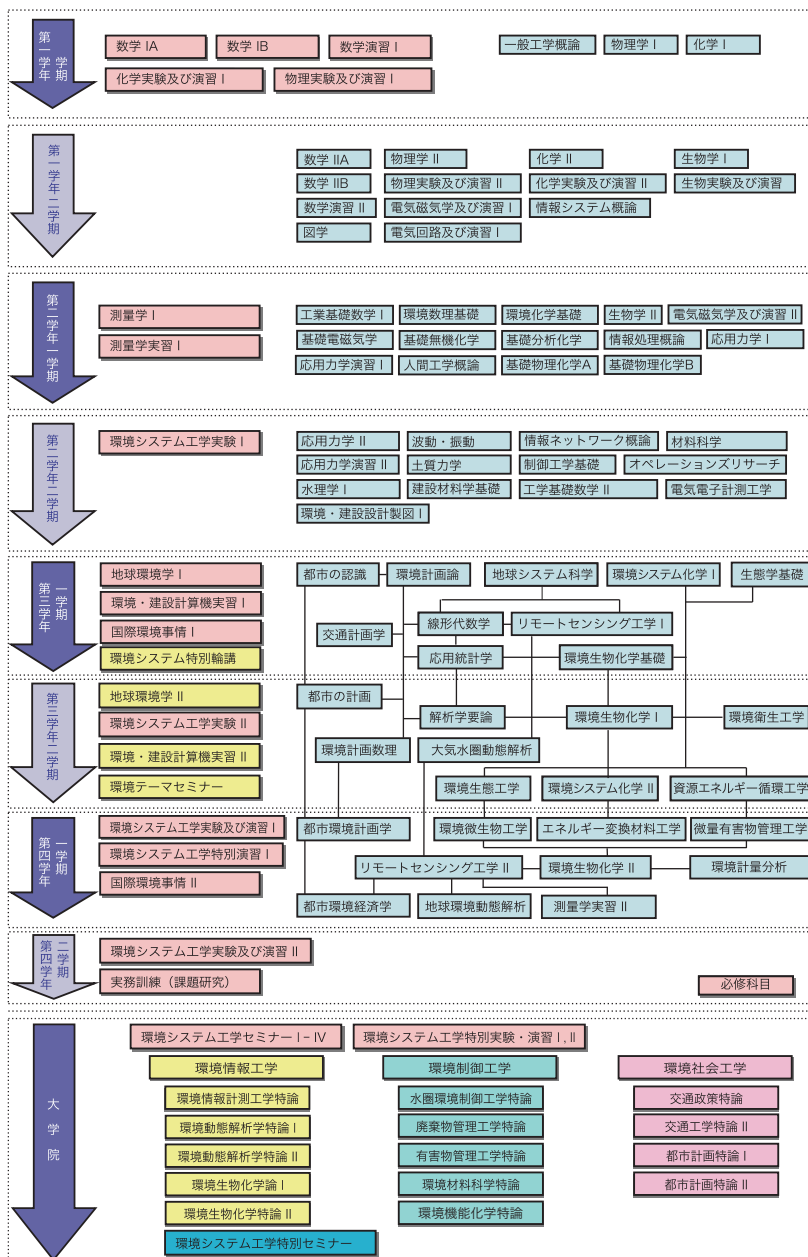 第一学年
一学期
数学 IA
数学 IB
数学演習 I
一般工学概論
物理学 I
化学 I
化学実験及び演習 I
物理実験及び演習 I
第一学年二学期
数学 IIA
物理学 II
化学 II
生物学 I
数学 IIB
物理実験及び演習 II
化学実験及び演習 II
生物実験及び演習
数学演習 II
電気磁気学及び演習 I
情報システム概論
図学
電気回路及び演習 I
第二学年一学期
測量学 I
工業基礎数学 I
環境数理基礎
環境化学基礎
生物学 II
電気磁気学及び演習 II
測量学実習 I
基礎電磁気学
基礎無機化学
基礎分析化学
情報処理概論
応用力学 I
応用力学演習 I
人間工学概論
基礎物理化学A
基礎物理化学B
第二学年二学期
環境システム工学実験 I
応用力学 II
波動・振動
情報ネットワーク概論
材料科学
応用力学演習 II
土質力学
制御工学基礎
オペレーションズリサーチ
水理学 I
建設材料学基礎
工学基礎数学 II
電気電子計測工学
環境・建設設計製図 I
第三学年
一学期
地球環境学 I
都市の認識
環境計画論
地球システム科学
環境システム化学 I
生態学基礎
環境・建設計算機実習 I
国際環境事情 I
交通計画学
線形代数学
リモートセンシング工学 I
環境システム特別輪講
応用統計学
環境生物化学基礎
第三学年二学期
地球環境学 II
都市の計画
環境システム工学実験 II
解析学要論
環境生物化学 I
環境衛生工学
環境・建設計算機実習 II
環境計画数理
大気水圏動態解析
環境テーマセミナー
環境生態工学
環境システム化学 II
資源エネルギー循環工学
第四学年
一学期
環境システム工学実験及び演習 I
都市環境計画学
環境微生物工学
エネルギー変換材料工学
微量有害物管理工学
環境システム工学特別演習 I
リモートセンシング工学 II
環境生物化学 II
環境計量分析
国際環境事情 II
都市環境経済学
地球環境動態解析
測量学実習 II
第四学年
二学期
環境システム工学実験及び演習 II
実務訓練（課題研究）
必修科目
大学院
環境システム工学セミナー I－IV
環境システム工学特別実験・演習 I, II
環境情報工学
環境制御工学
環境社会工学
環境情報計測工学特論
水圏環境制御工学特論
交通政策特論
環境動態解析学特論 I
廃棄物管理工学特論
交通工学特論 II
環境動態解析学特論 II
有害物管理工学特論
都市計画特論 I
環境生物化学論 I
環境材料科学特論
都市計画特論 II
環境生物化学特論 II
環境機能化学特論
環境システム工学特別セミナー